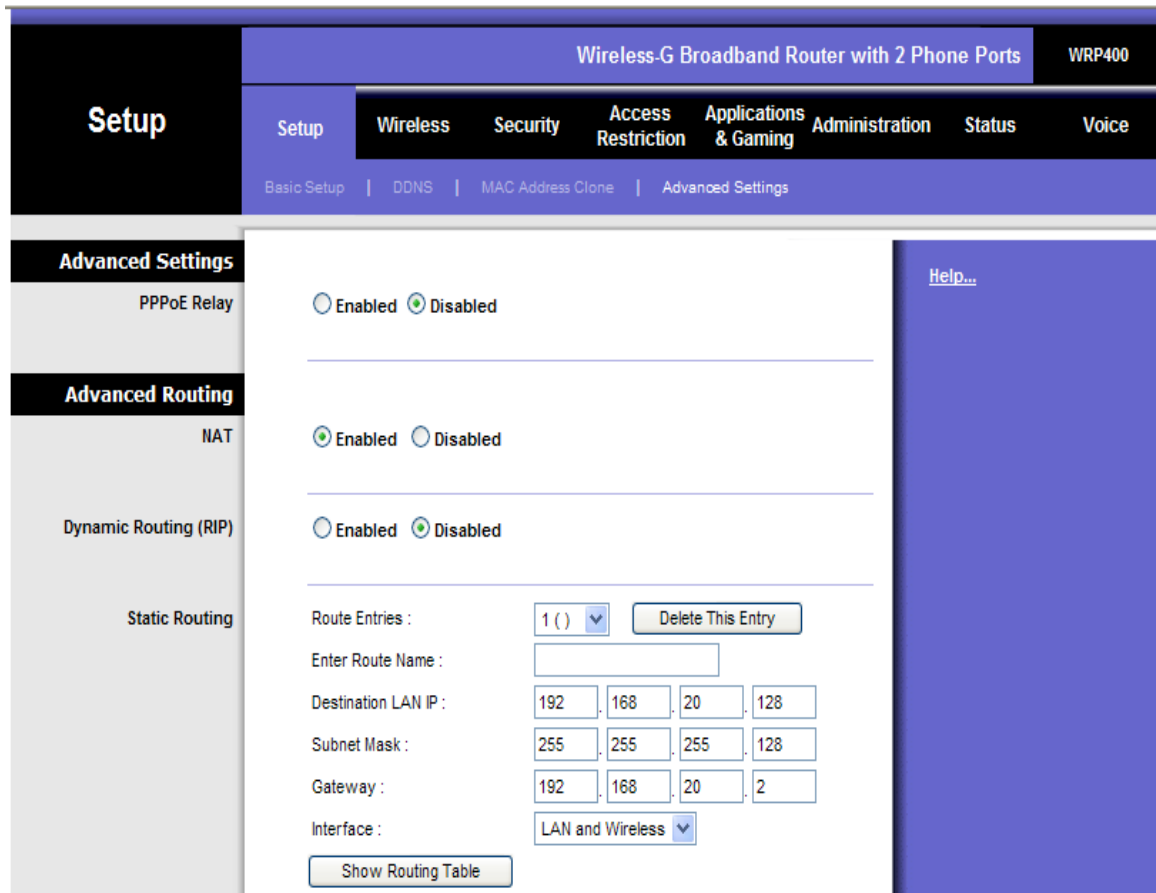 Wireless-G Broadband Router with 2 Phone Ports WRP400
Setup
Setup Wireless Security Access Restriction Applications & Gaming Administration Status Voice
Basic Setup | DDNS | MAC Address Clone | Advanced Settings
Advanced Settings
Help...
PPPoE Relay Enabled Disabled
Advanced Routing
NAT Enabled Disabled
Dynamic Routing (RIP) Enabled Disabled
Static Routing Route Entries : 1 ( ) Delete This Entry
Enter Route Name :
Destination LAN IP : 192 . 168 . 20 . 128
Subnet Mask : 255 . 255 . 255 . 128
Gateway : 192 . 168 . 20 . 2
Interface : LAN and Wireless
Show Routing Table